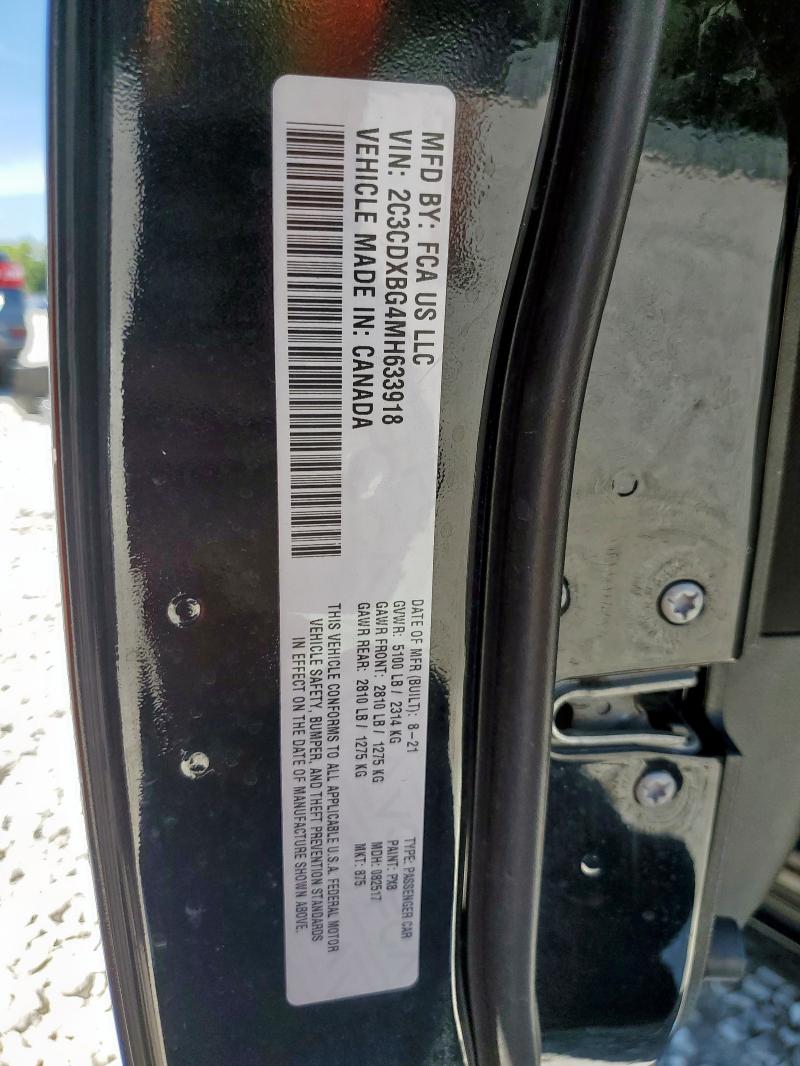 MFD BY: FCA US LLC
VIN: 2C3CDXBG4MH633918
VEHICLE MADE IN: CANADA
DATE OF MFR (BUILT): 8-21
GVWR: 5100 LB / 2314 KG
GAWR FRONT: 2810 LB / 1275 KG
GAWR REAR: 2810 LB / 1275 KG
TYPE: PASSENGER CAR
PAINT: PX8
MDH: 082517
MKT: 875
THIS VEHICLE CONFORMS TO ALL APPLICABLE U.S.A. FEDERAL MOTOR
VEHICLE SAFETY, BUMPER, AND THEFT PREVENTION STANDARDS
IN EFFECT ON THE DATE OF MANUFACTURE SHOWN ABOVE.